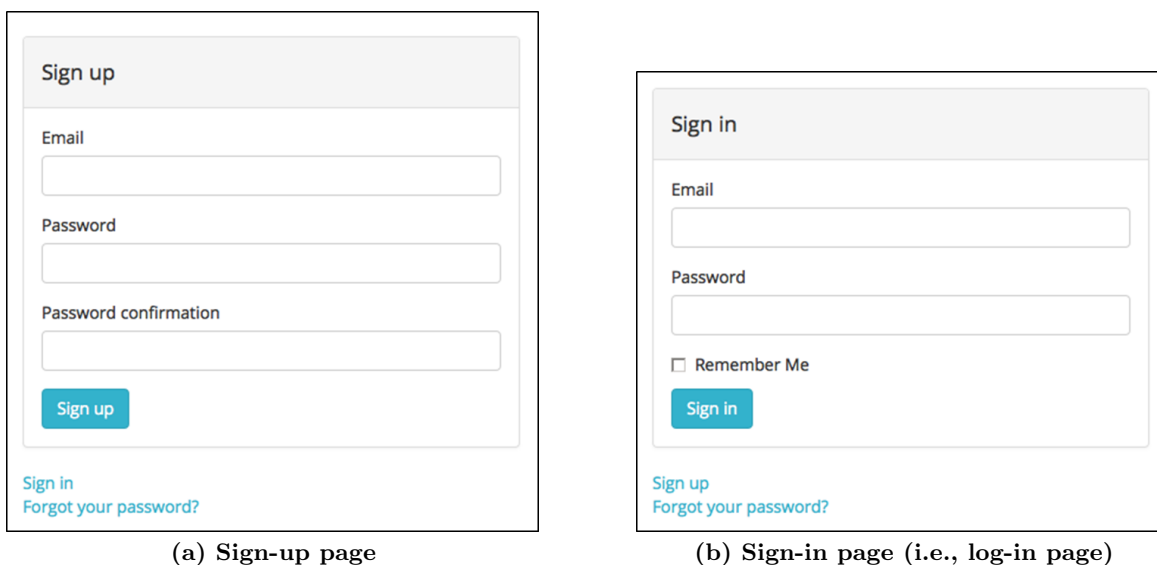 Sign up
Email
Password
Password confirmation
Sign up
Sign in
Forgot your password?
(a) Sign-up page
Sign in
Email
Password
Remember Me
Sign in
Sign up
Forgot your password?
(b) Sign-in page (i.e., log-in page)